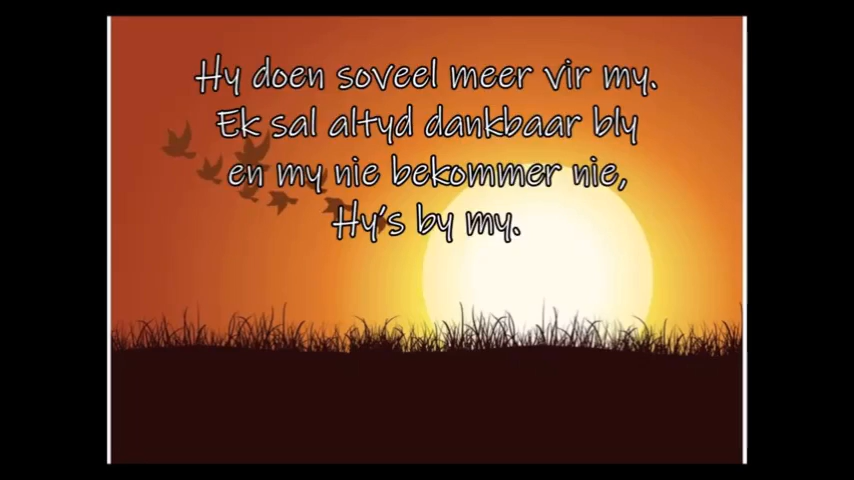 Hy doen soveel meer vir my.
Ek sal altyd dankbaar bly
en my nie bekommer nie,
Hy's by my.